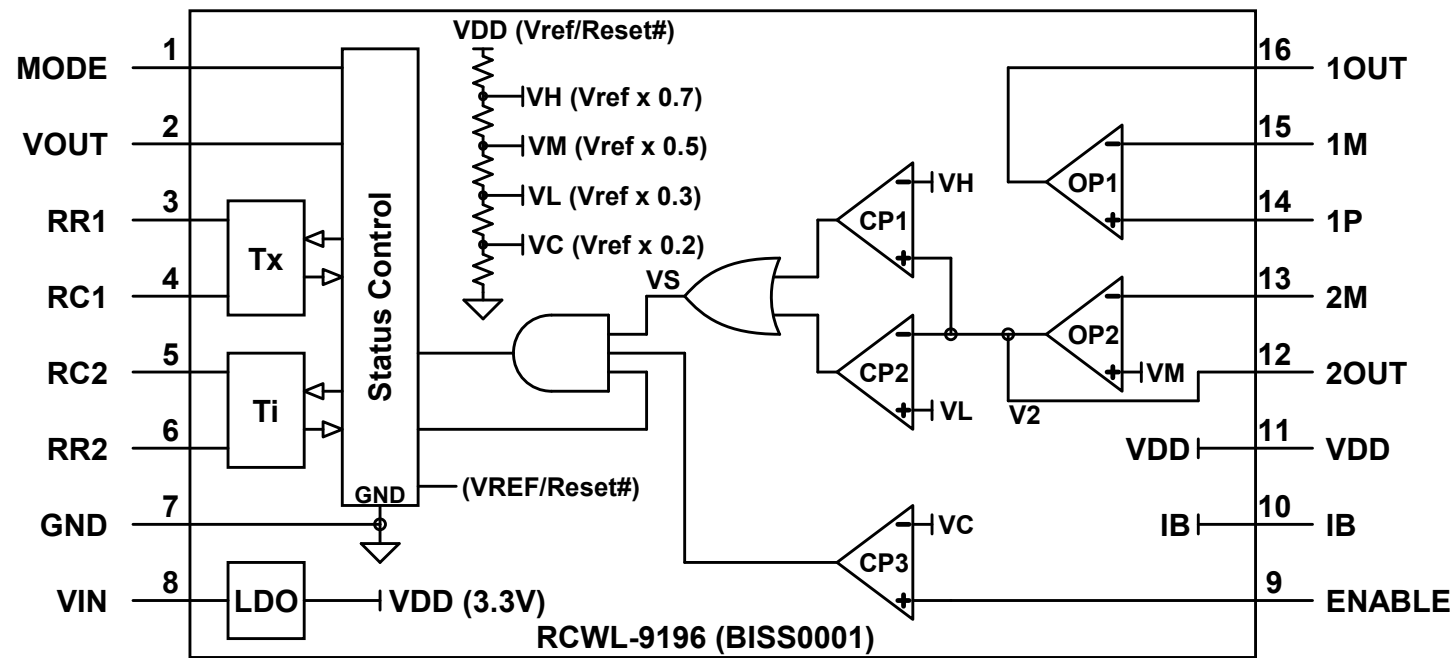 VDD (Vref/Reset#)
1
MODE
16
1OUT
VH (Vref x 0.7)
2
VOUT
VM (Vref x 0.5)
15
1M
OP1
VH
3
RR1
VL (Vref x 0.3)
14
1P
CP1
Tx
VC (Vref x 0.2)
Status Control
4
RC1
VS
13
2M
OP2
5
RC2
CP2
VM
12
2OUT
Ti
VL
V2
6
RR2
VDD
11
VDD
GND
(VREF/Reset#)
7
GND
VC
IB
10
IB
CP3
8
VIN
LDO
VDD (3.3V)
9
ENABLE
RCWL-9196 (BISS0001)